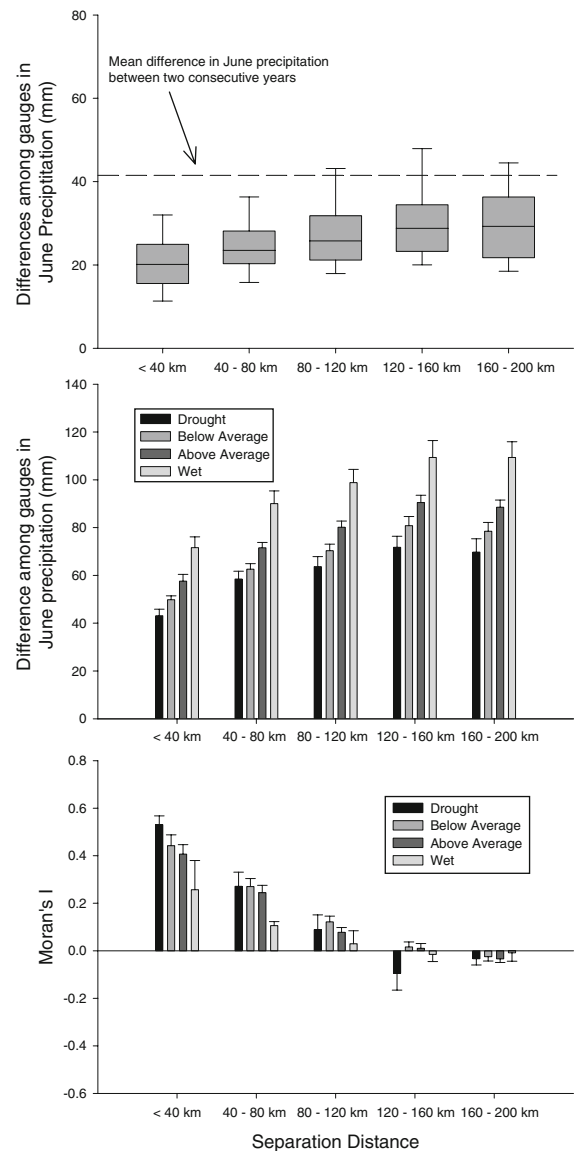 Mean difference in June precipitation
between two consecutive years
Differences among gauges in
June Preciptitation (mm)
80
60
40
20
0
< 40 km 40 - 80 km 80 - 120 km 120 - 160 km 160 - 200 km
Difference among gauges in
June precipitation (mm)
140
120
100
80
60
40
20
0
Drought
Below Average
Above Average
Wet
< 40 km 40 - 80 km 80 - 120 km 120 - 160 km 160 - 200 km
Moran's I
0.8
0.6
0.4
0.2
0.0
-0.2
-0.4
-0.6
Drought
Below Average
Above Average
Wet
< 40 km 40 - 80 km 80 - 120 km 120 - 160 km 160 - 200 km
Separation Distance